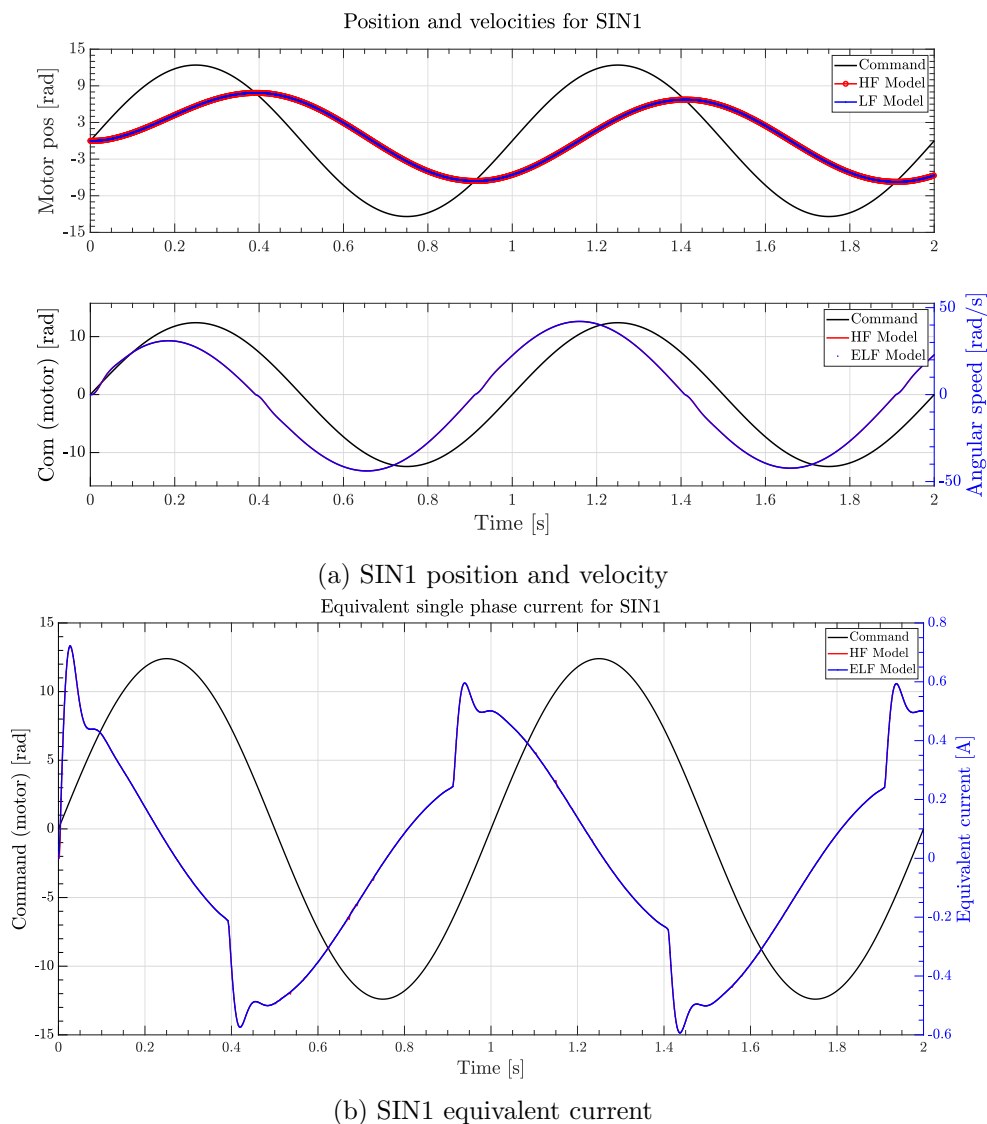 Position and velocities for SIN1
Motor pos [rad]
15
9
3
-3
-9
-15
0 0.2 0.4 0.6 0.8 1 1.2 1.4 1.6 1.8 2
Command
HF Model
LF Model
Com (motor) [rad]
10
0
-10
50
0
-50
Angular speed [rad/s]
Command
HF Model
ELF Model
0 0.2 0.4 0.6 0.8 1 1.2 1.4 1.6 1.8 2
Time [s]
(a) SIN1 position and velocity
Equivalent single phase current for SIN1
Command (motor) [rad]
15
10
5
0
-5
-10
-15
0.8
0.6
0.4
0.2
0
-0.2
-0.4
-0.6
Equivalent current [A]
Command
HF Model
ELF Model
0 0.2 0.4 0.6 0.8 1 1.2 1.4 1.6 1.8 2
Time [s]
(b) SIN1 equivalent current